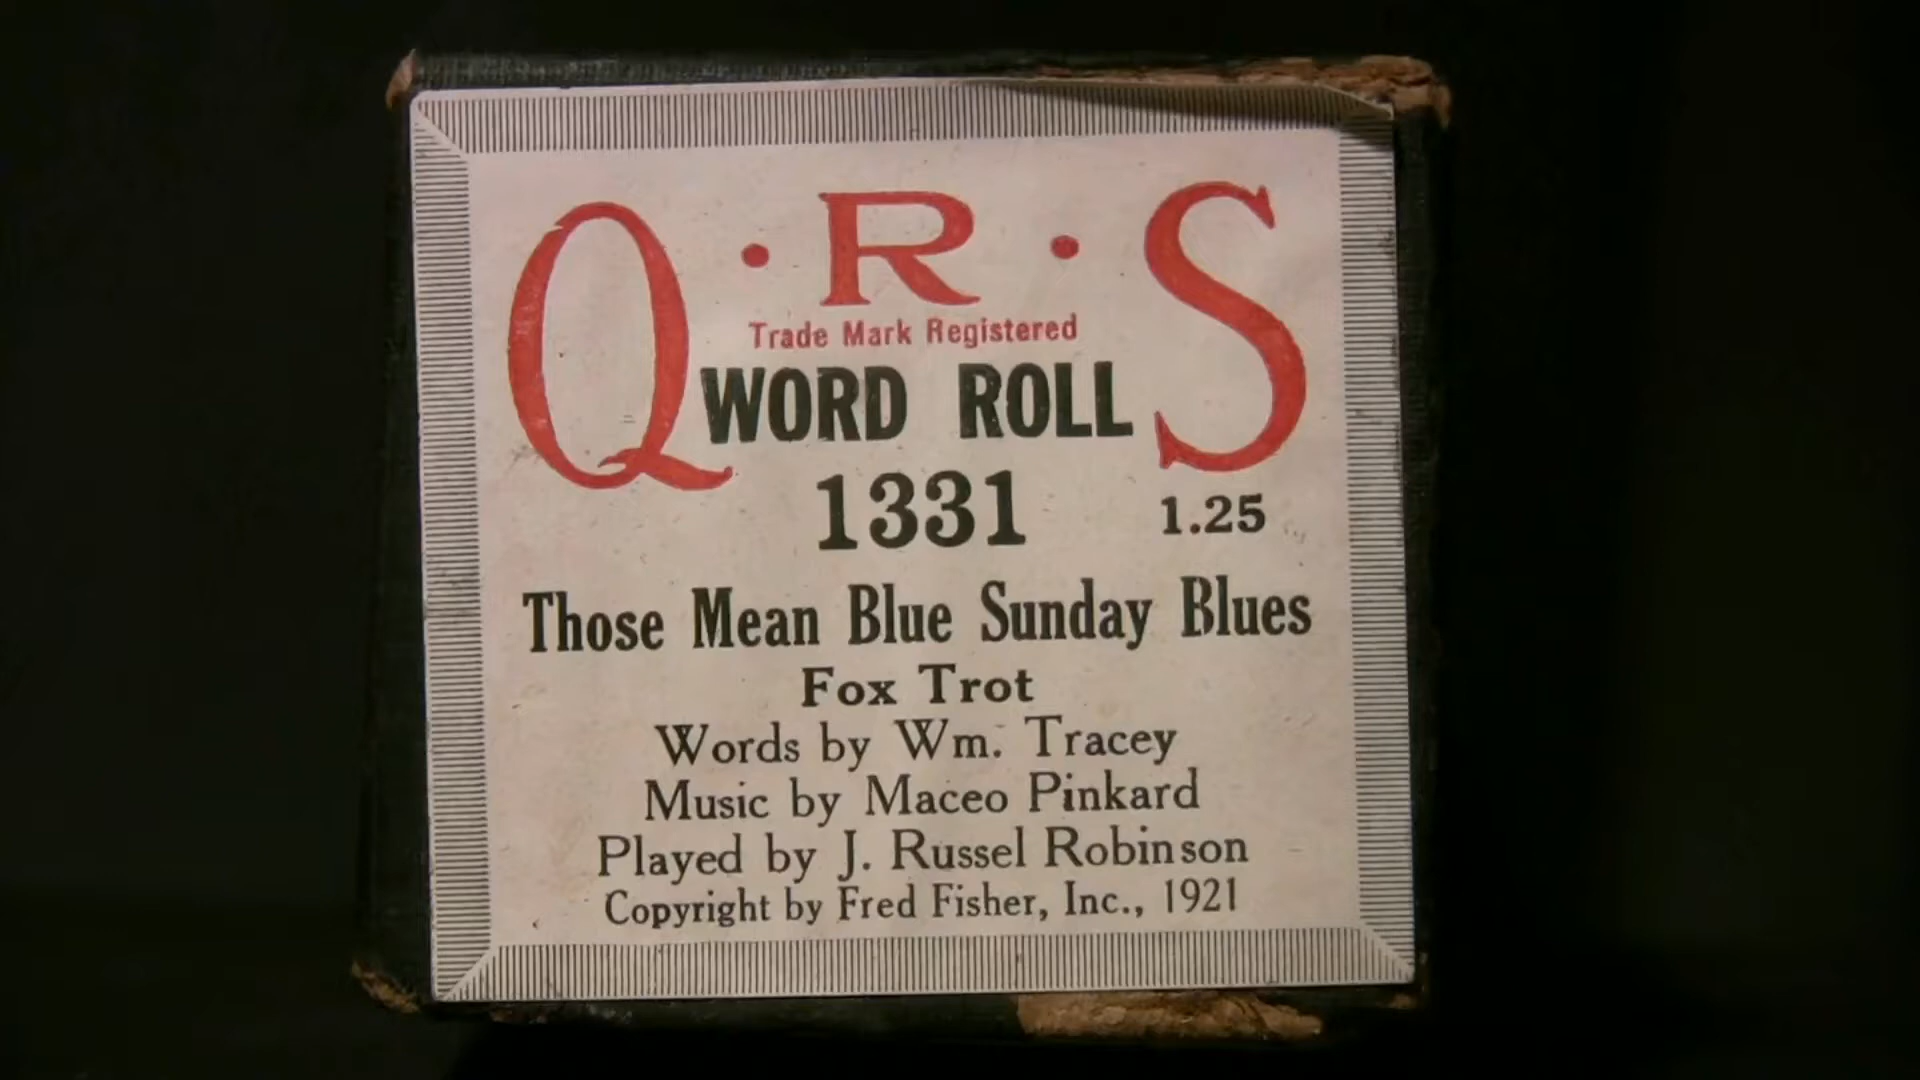 Q·R·S
Trade Mark Registered
WORD ROLL
1331 1.25
Those Mean Blue Sunday Blues
Fox Trot
Words by Wm. Tracey
Music by Maceo Pinkard
Played by J. Russel Robinson
Copyright by Fred Fisher, Inc., 1921